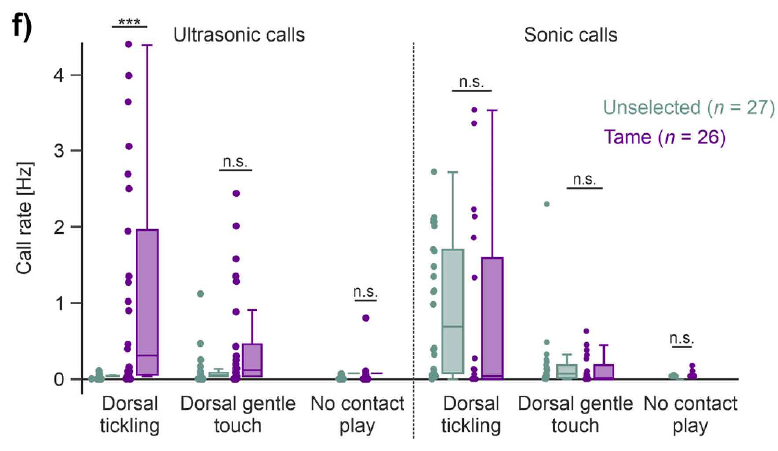 f)
Ultrasonic calls
Sonic calls
***
n.s.
n.s.
n.s.
n.s.
n.s.
Unselected (n = 27)
Tame (n = 26)
Call rate [Hz]
4
3
2
1
0
Dorsal
tickling
Dorsal gentle
touch
No contact
play
Dorsal
tickling
Dorsal gentle
touch
No contact
play